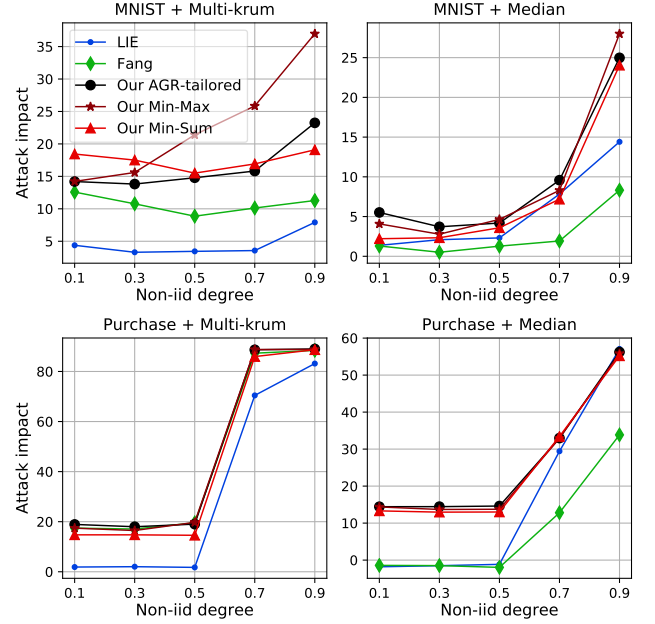 MNIST + Multi-krum
Attack impact
35
30
25
20
15
10
5
LIE
Fang
Our AGR-tailored
Our Min-Max
Our Min-Sum
0.1 0.3 0.5 0.7 0.9
Non-iid degree
MNIST + Median
25
20
15
10
5
0
0.1 0.3 0.5 0.7 0.9
Non-iid degree
Purchase + Multi-krum
Attack impact
80
60
40
20
0
0.1 0.3 0.5 0.7 0.9
Non-iid degree
Purchase + Median
60
50
40
30
20
10
0
0.1 0.3 0.5 0.7 0.9
Non-iid degree